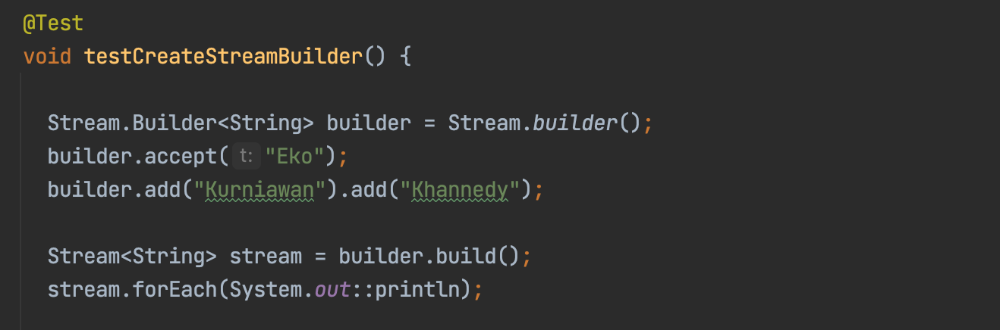 @Test
void testCreateStreamBuilder() {
Stream.Builder<String> builder = Stream.builder();
builder.accept( t: "Eko");
builder.add("Kurniawan").add("Khannedy");
Stream<String> stream = builder.build();
stream.forEach(System.out::println);